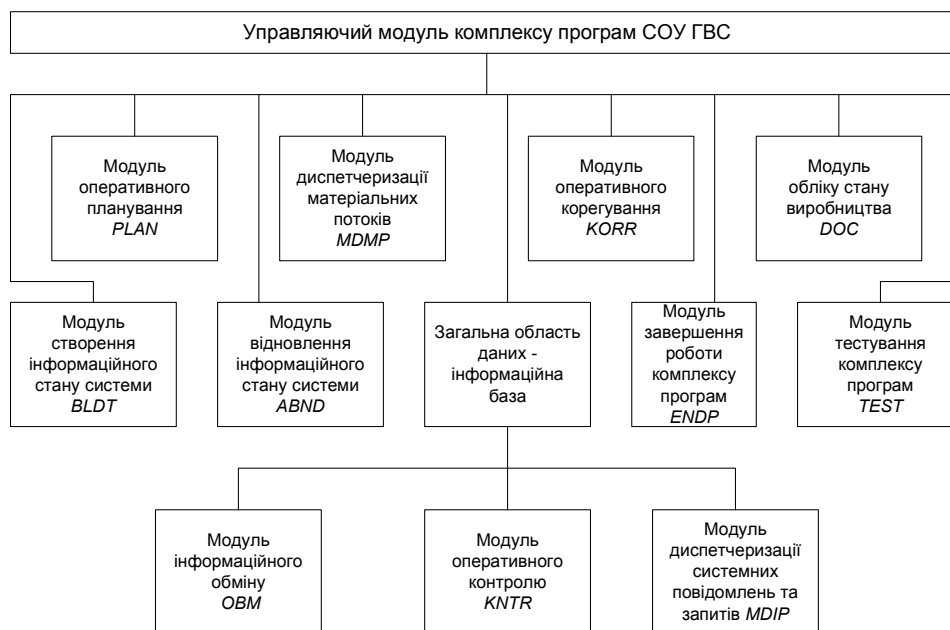 Управляючий модуль комплексу програм СОУ ГВС
Модуль
оперативного
планування
PLAN
Модуль
диспетчеризації
матеріальних
потоків
MDMP
Модуль
оперативного
корегування
KORR
Модуль
обліку стану
виробництва
DOC
Модуль
створення
інформаційного
стану системи
BLDT
Модуль
відновлення
інформаційного
стану системи
ABND
Загальна область
даних -
інформаційна
база
Модуль
завершення
роботи
комплексу
програм
ENDP
Модуль
тестування
комплексу
програм
TEST
Модуль
інформаційного
обміну
OBM
Модуль
оперативного
контролю
KNTR
Модуль
диспетчеризації
системних
повідомлень та
запитів MDIP